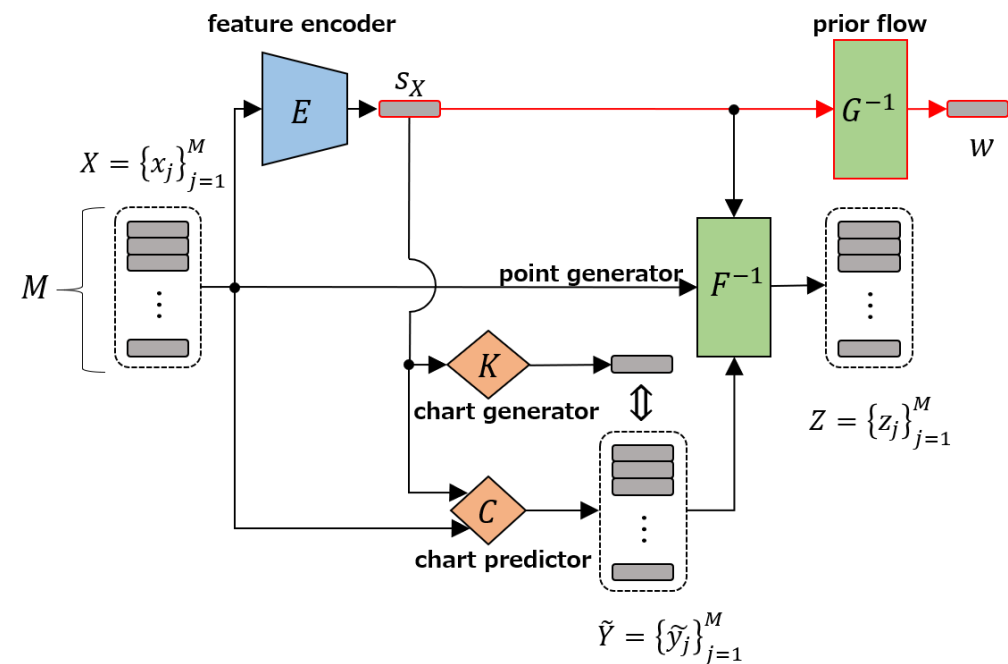 feature encoder
prior flow
s_X
E
G^{-1}
w
X = {x_j}_{j=1}^{M}
M
point generator
F^{-1}
K
chart generator
Z = {z_j}_{j=1}^{M}
C
chart predictor
Ỹ = {ỹ_j}_{j=1}^{M}